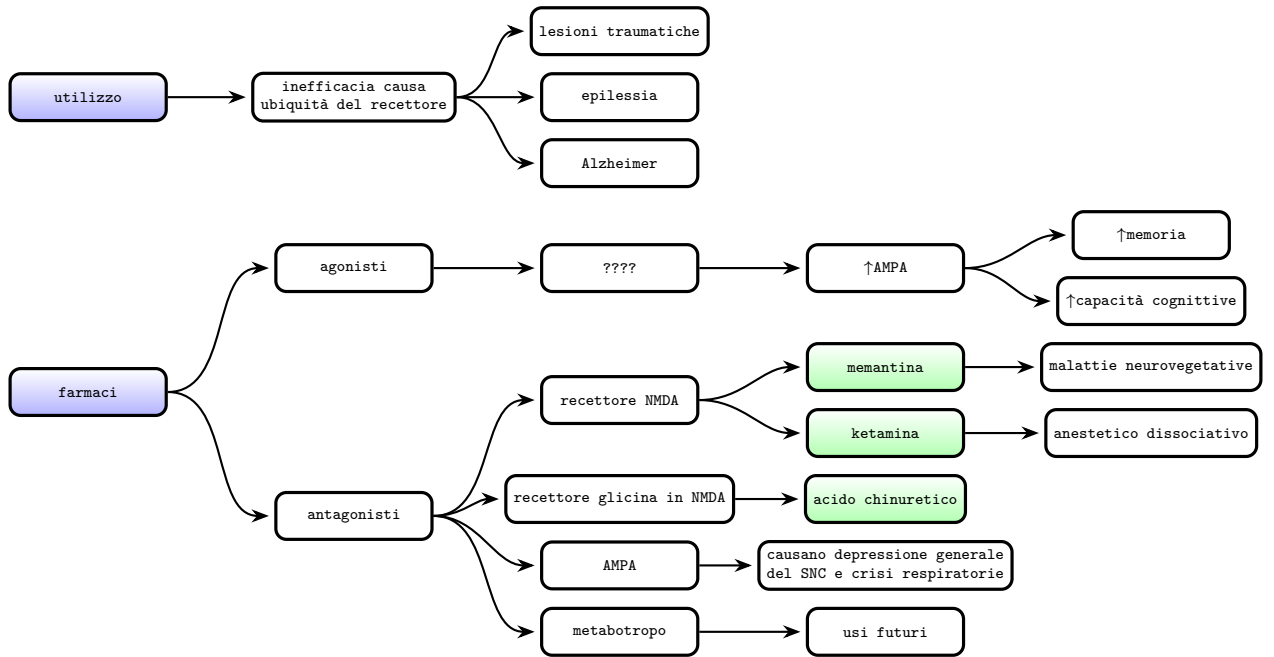 lesioni traumatiche
utilizzo
inefficacia causa
ubiquità del recettore
epilessia
Alzheimer
↑memoria
agonisti
????
↑AMPA
↑capacità cognittive
farmaci
recettore NMDA
memantina
malattie neurovegetative
ketamina
anestetico dissociativo
antagonisti
recettore glicina in NMDA
acido chinuretico
AMPA
causano depressione generale
del SNC e crisi respiratorie
metabotropo
usi futuri